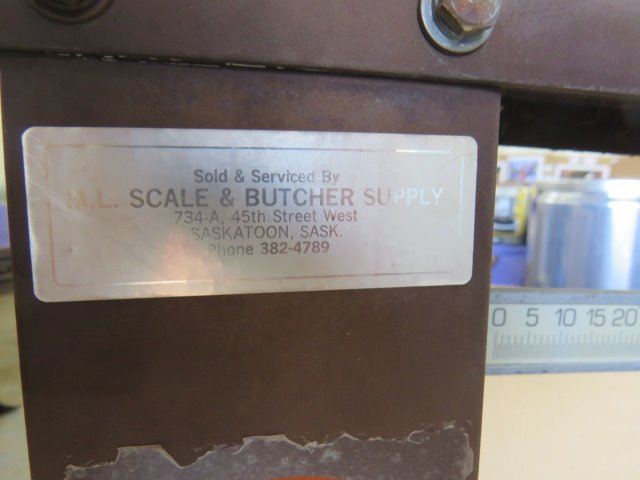 Sold & Serviced By
M.L. SCALE & BUTCHER SUPPLY
734-A, 45th Street West
SASKATOON, SASK.
Phone 382-4789
0 5 10 15 20